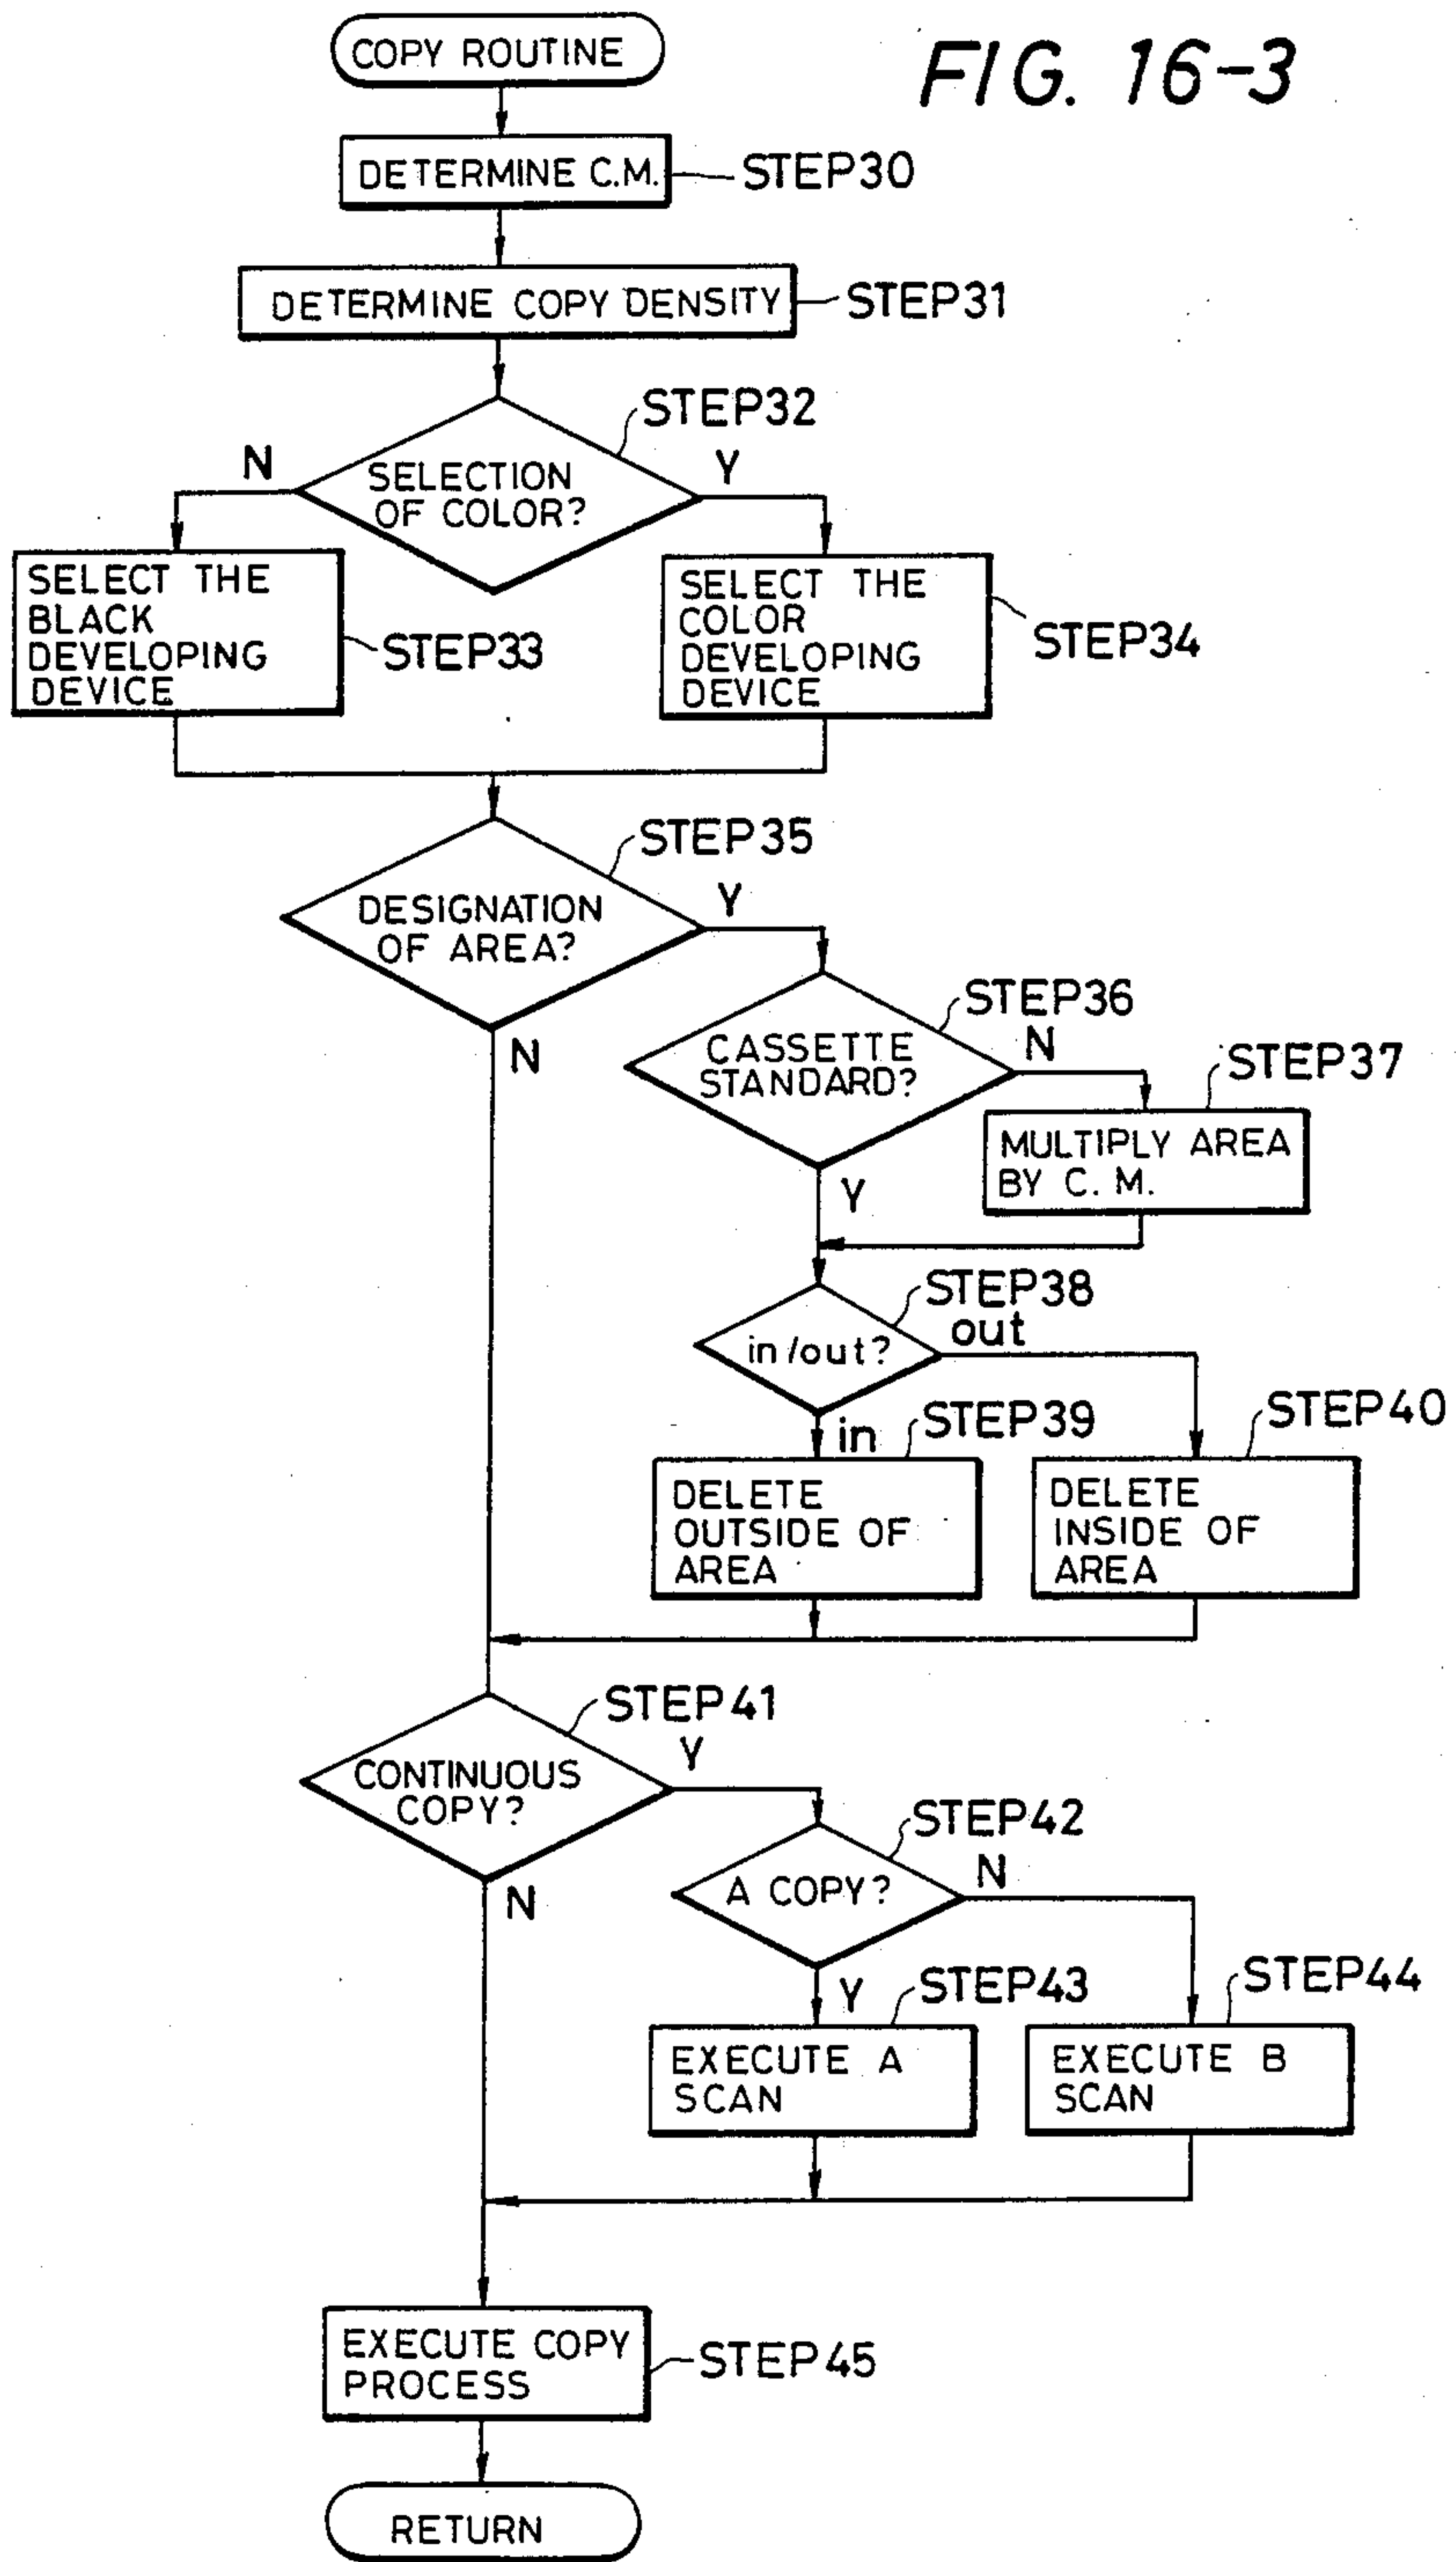 FIG. 16-3
COPY ROUTINE
DETERMINE C.M.
STEP30
DETERMINE COPY DENSITY
STEP31
STEP32
SELECTION
OF COLOR?
N
Y
SELECT THE
BLACK
DEVELOPING
DEVICE
STEP33
SELECT THE
COLOR
DEVELOPING
DEVICE
STEP34
STEP35
DESIGNATION
OF AREA?
Y
N
STEP36
CASSETTE
STANDARD?
N
Y
STEP37
MULTIPLY AREA
BY C. M.
STEP38
in/out?
out
in
STEP39
DELETE
OUTSIDE OF
AREA
STEP40
DELETE
INSIDE OF
AREA
STEP41
CONTINUOUS
COPY?
Y
N
STEP42
A COPY?
N
Y
STEP43
EXECUTE A
SCAN
STEP44
EXECUTE B
SCAN
EXECUTE COPY
PROCESS
STEP45
RETURN